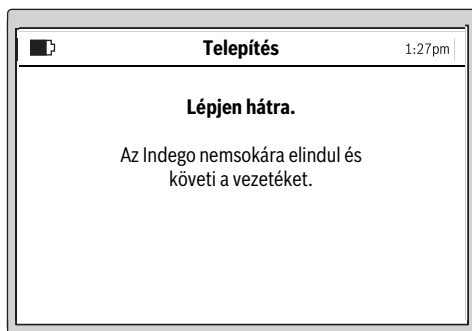 Telepítés 1:27pm
Lépjen hátra.
Az Indego nemsokára elindul és
követi a vezetéket.